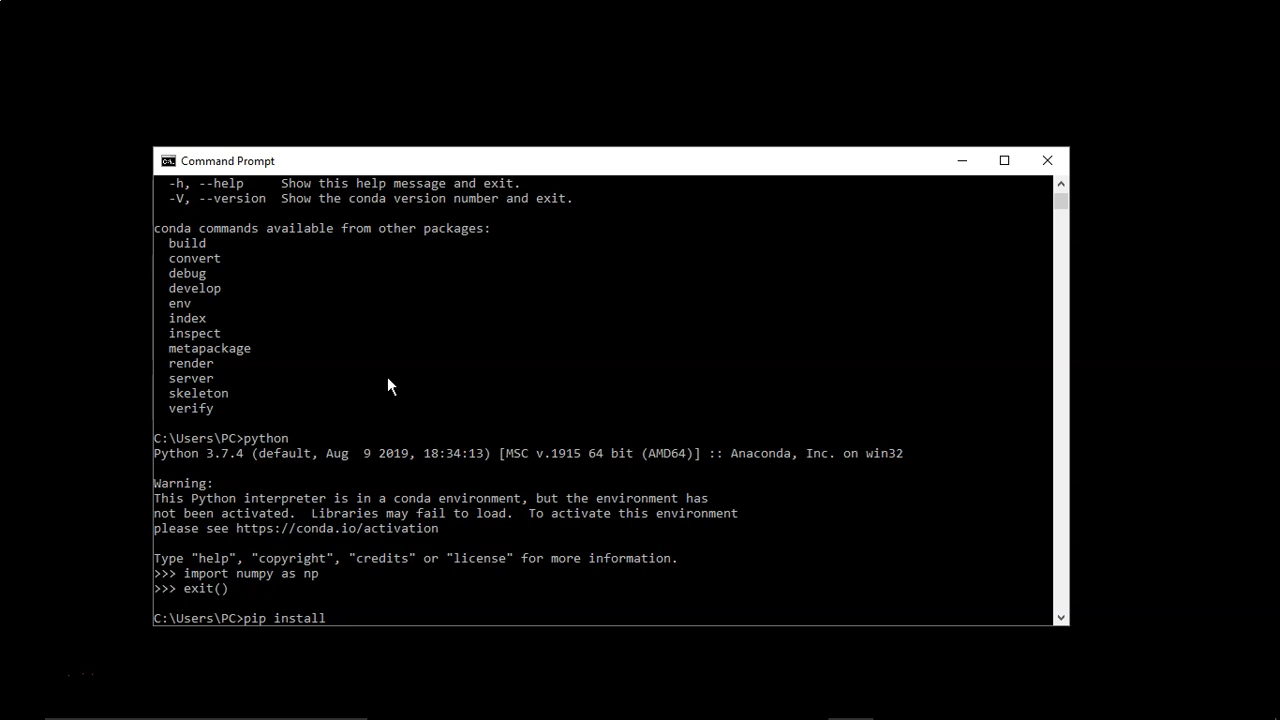 Command Prompt
-h, --help     Show this help message and exit.
-V, --version  Show the conda version number and exit.
conda commands available from other packages:
build
convert
debug
develop
env
index
inspect
metapackage
render
server
skeleton
verify
C:\Users\PC>python
Python 3.7.4 (default, Aug  9 2019, 18:34:13) [MSC v.1915 64 bit (AMD64)] :: Anaconda, Inc. on win32
Warning:
This Python interpreter is in a conda environment, but the environment has
not been activated.  Libraries may fail to load.  To activate this environment
please see https://conda.io/activation
Type "help", "copyright", "credits" or "license" for more information.
>>> import numpy as np
>>> exit()
C:\Users\PC>pip install